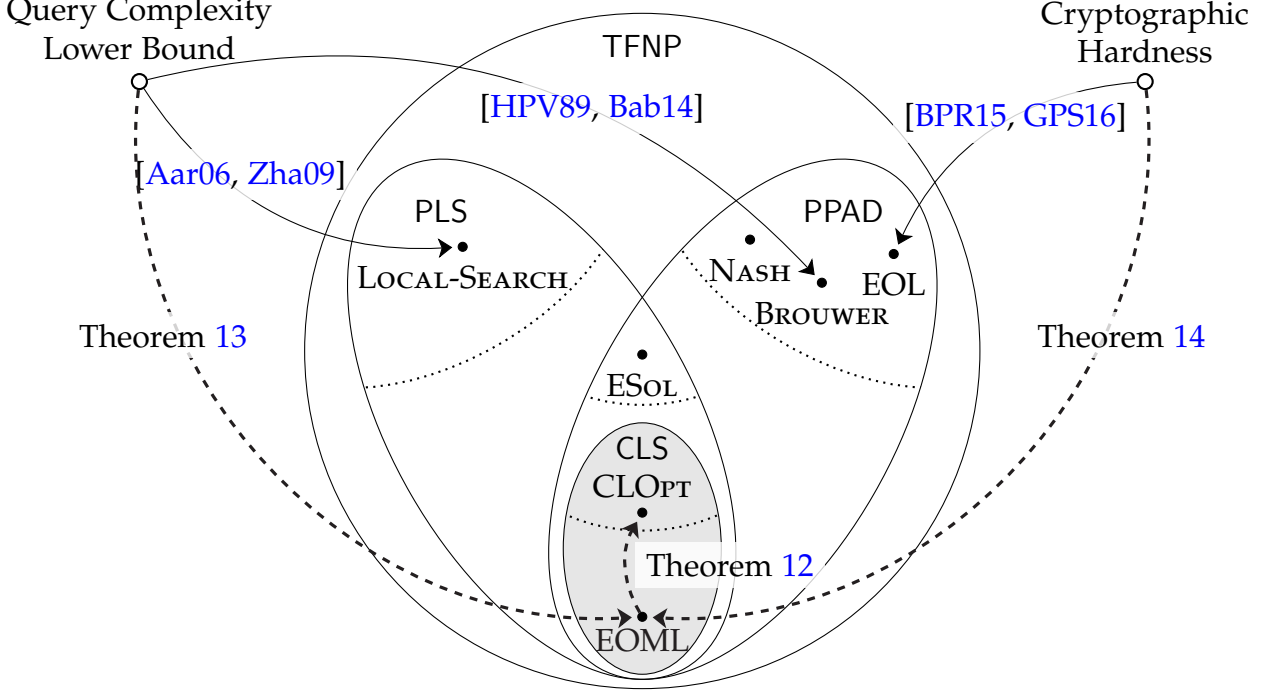 Query Complexity
Lower Bound
Cryptographic
Hardness
TFNP
[HPV89, Bab14]
[BPR15, GPS16]
[Aar06, Zha09]
PLS
PPAD
LOCAL-SEARCH
NASH
EOL
BROUWER
Theorem 13
Theorem 14
ESOL
CLS
CLOPT
Theorem 12
EOML